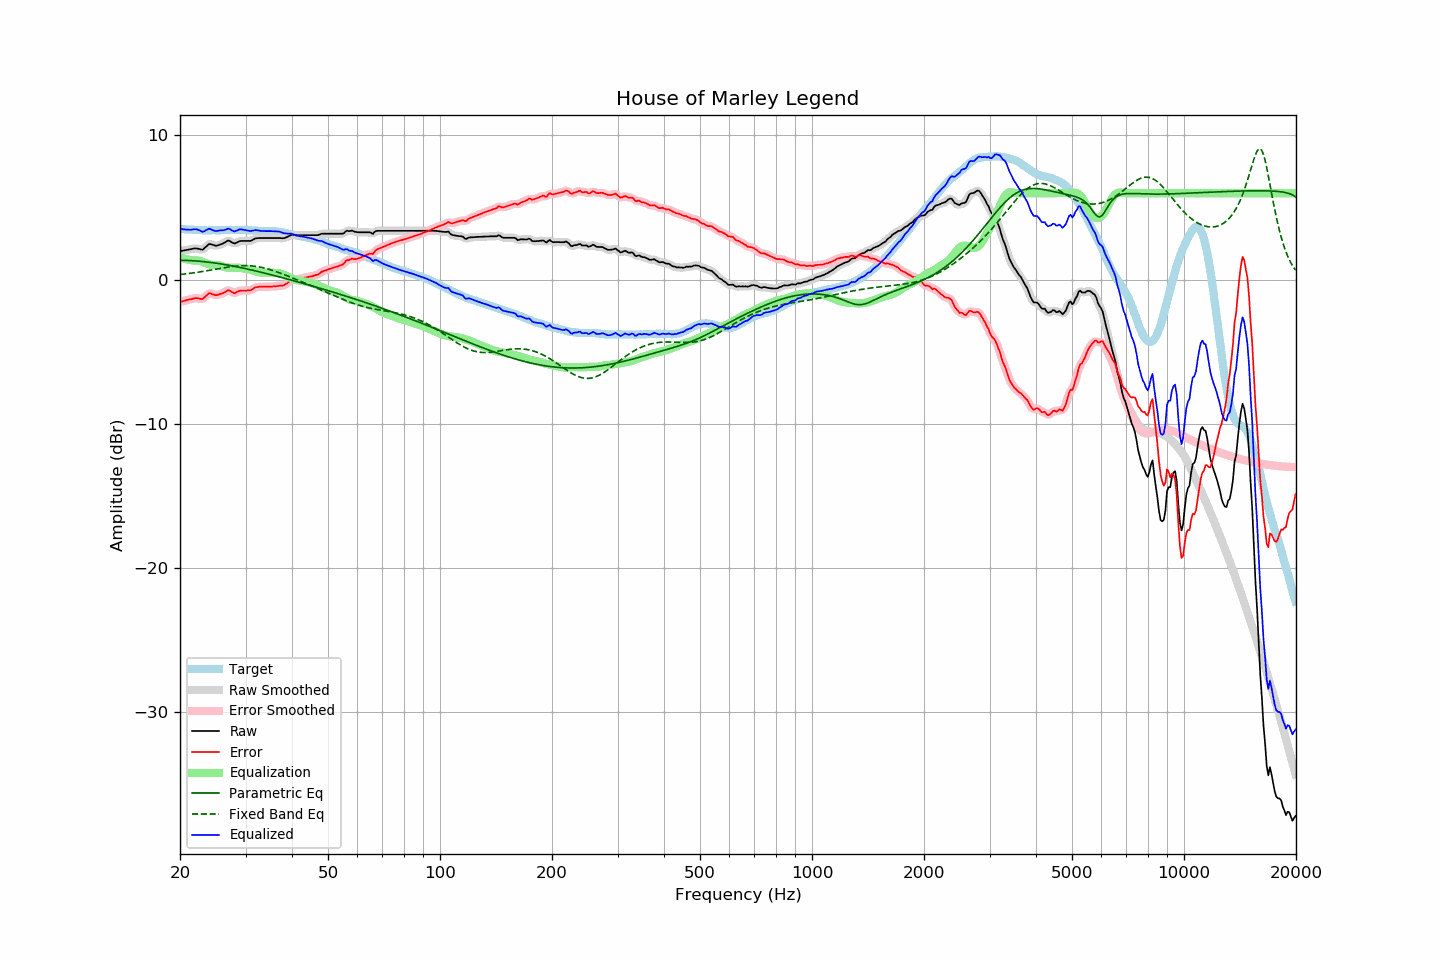 House of Marley Legend
Amplitude (dBr)
10
0
−10
−20
−30
Target
Raw Smoothed
Error Smoothed
Raw
Error
Equalization
Parametric Eq
Fixed Band Eq
Equalized
20 50 100 200 500 1000 2000 5000 10000 20000
Frequency (Hz)